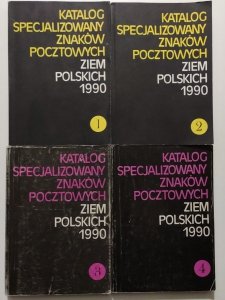 KATALOG
SPECJALIZOWANY
ZNAKÓW
POCZTOWYCH
ZIEM
POLSKICH
1990
1
KATALOG
SPECJALIZOWANY
ZNAKÓW
POCZTOWYCH
ZIEM
POLSKICH
1990
2
KATALOG
SPECJALIZOWANY
ZNAKÓW
POCZTOWYCH
ZIEM
POLSKICH
1990
3
KATALOG
SPECJALIZOWANY
ZNAKÓW
POCZTOWYCH
ZIEM
POLSKICH
1990
4